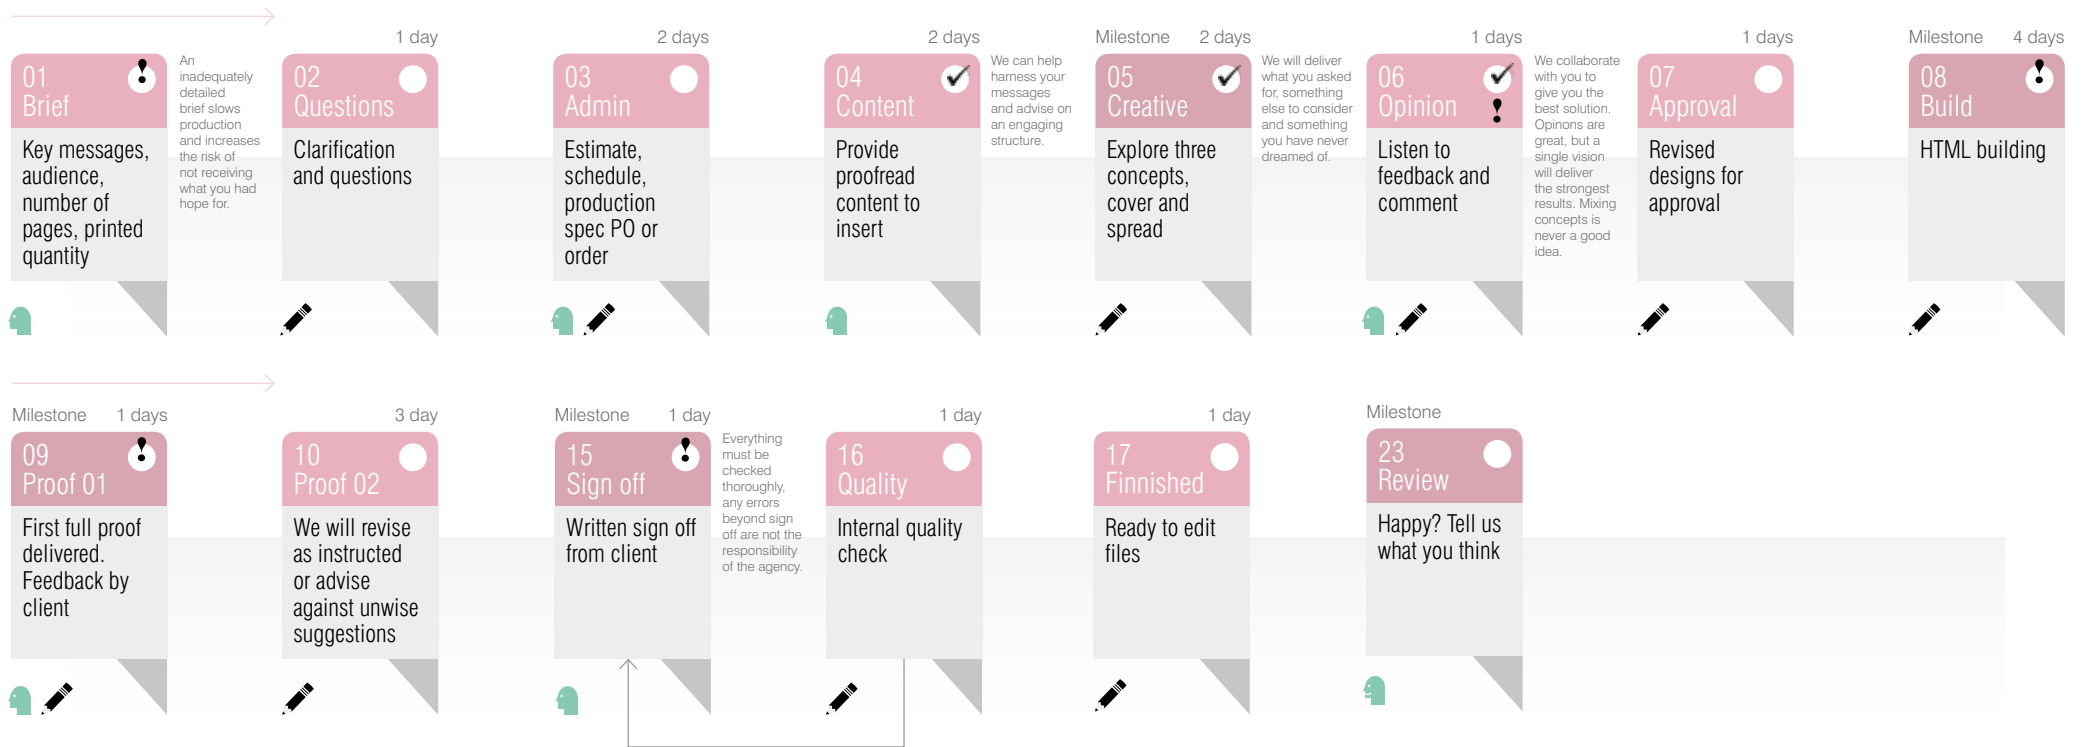 1 day
2 days
2 days
Milestone 2 days
1 days
1 days
Milestone 4 days
01
Brief
Key messages,
audience,
number of
pages, printed
quantity
An
inadequately
detailed
brief slows
production
and increases
the risk of
not receiving
what you had
hope for.
02
Questions
Clarification
and questions
03
Admin
Estimate,
schedule,
production
spec PO or
order
04
Content
Provide
proofread
content to
insert
We can help
harness your
messages
and advise on
an engaging
structure.
05
Creative
Explore three
concepts,
cover and
spread
We will deliver
what you asked
for, something
else to consider
and something
you have never
dreamed of.
06
Opinion
Listen to
feedback and
comment
We collaborate
with you to
give you the
best solution.
Opinons are
great, but a
single vision
will deliver
the strongest
results. Mixing
concepts is
never a good
idea.
07
Approval
Revised
designs for
approval
08
Build
HTML building
Milestone 1 days
3 day
Milestone 1 day
1 day
1 day
Milestone
09
Proof 01
First full proof
delivered.
Feedback by
client
10
Proof 02
We will revise
as instructed
or advise
against unwise
suggestions
15
Sign off
Written sign off
from client
Everything
must be
checked
thoroughly,
any errors
beyond sign
off are not the
responsibility
of the agency.
16
Quality
Internal quality
check
17
Finnished
Ready to edit
files
23
Review
Happy? Tell us
what you think